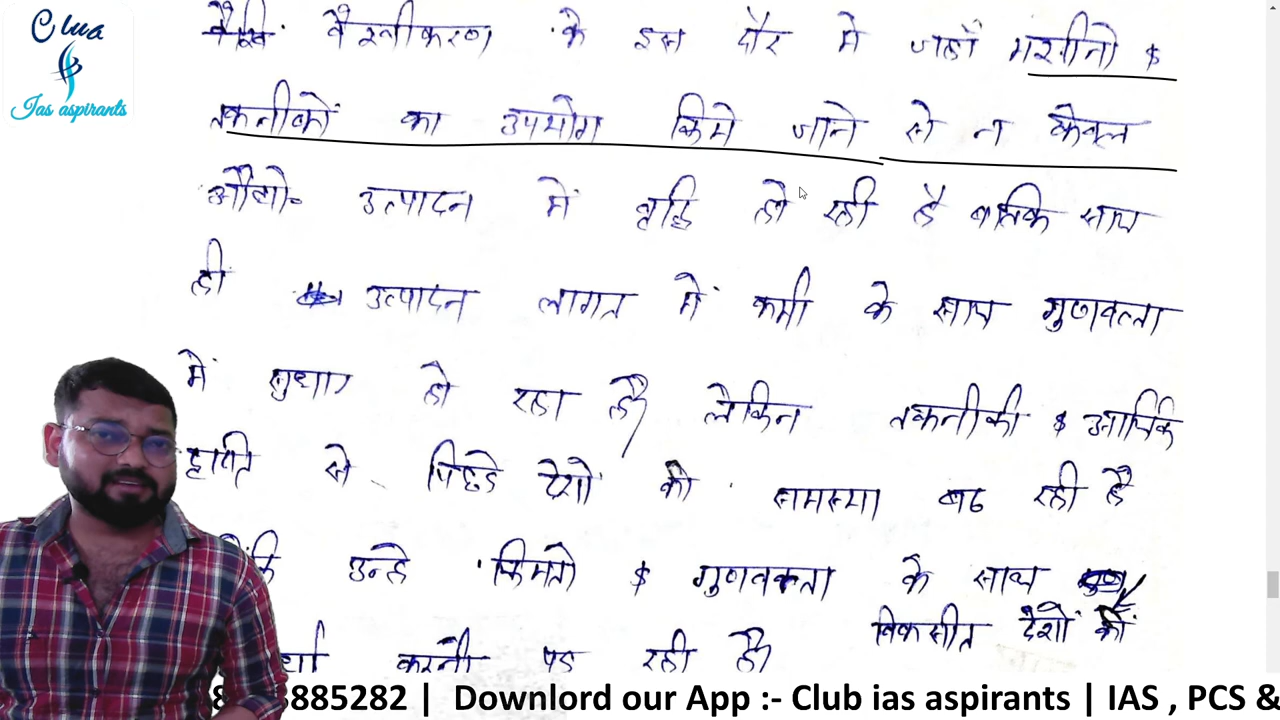 Clua
Ias aspirants
वैश्वीकरण के इस दौर मे जहाँ मशीनो $
तकनीकों का उपयोग किये जाने से न केवल
औद्यो॰ उत्पादन में वृद्धि हो रही है बल्कि साथ
ही उत्पादन लागत में कमी के साथ गुणवत्ता
में सुधार हो रहा है। लेकिन तकनीकी $ आर्थिक
से पिछडे देशों को समस्या बढ रही है
उन्हे किमतो $ गुणवक्ता के साथ
विकसीत देशों की
करनी पड रही है।
885282 | Downlord our App :- Club ias aspirants | IAS , PCS &